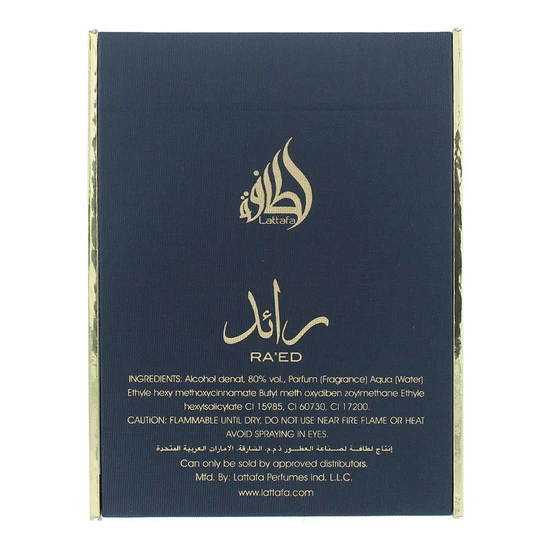 لطافة
Lattafa
رائد
RA'ED
INGREDIENTS: Alcohol denat, 80% vol., Parfum (Fragrance) Aqua (Water)
Ethyle hexy methoxycinnamate Butyl meth oxydiben zoylmethane Ethyle
hexylsalicylate CI 15985, CI 60730, CI 17200.
CAUTION: FLAMMABLE UNTIL DRY. DO NOT USE NEAR FIRE FLAME OR HEAT
AVOID SPRAYING IN EYES.
إنتاج لطافة لصناعة العطور ذ.م.م. الشارقة. الامارات العربية المتحدة
Can only be sold by approved distributors.
Mfd. By: Lattafa Perfumes Ind. L.L.C.
www.lattafa.com